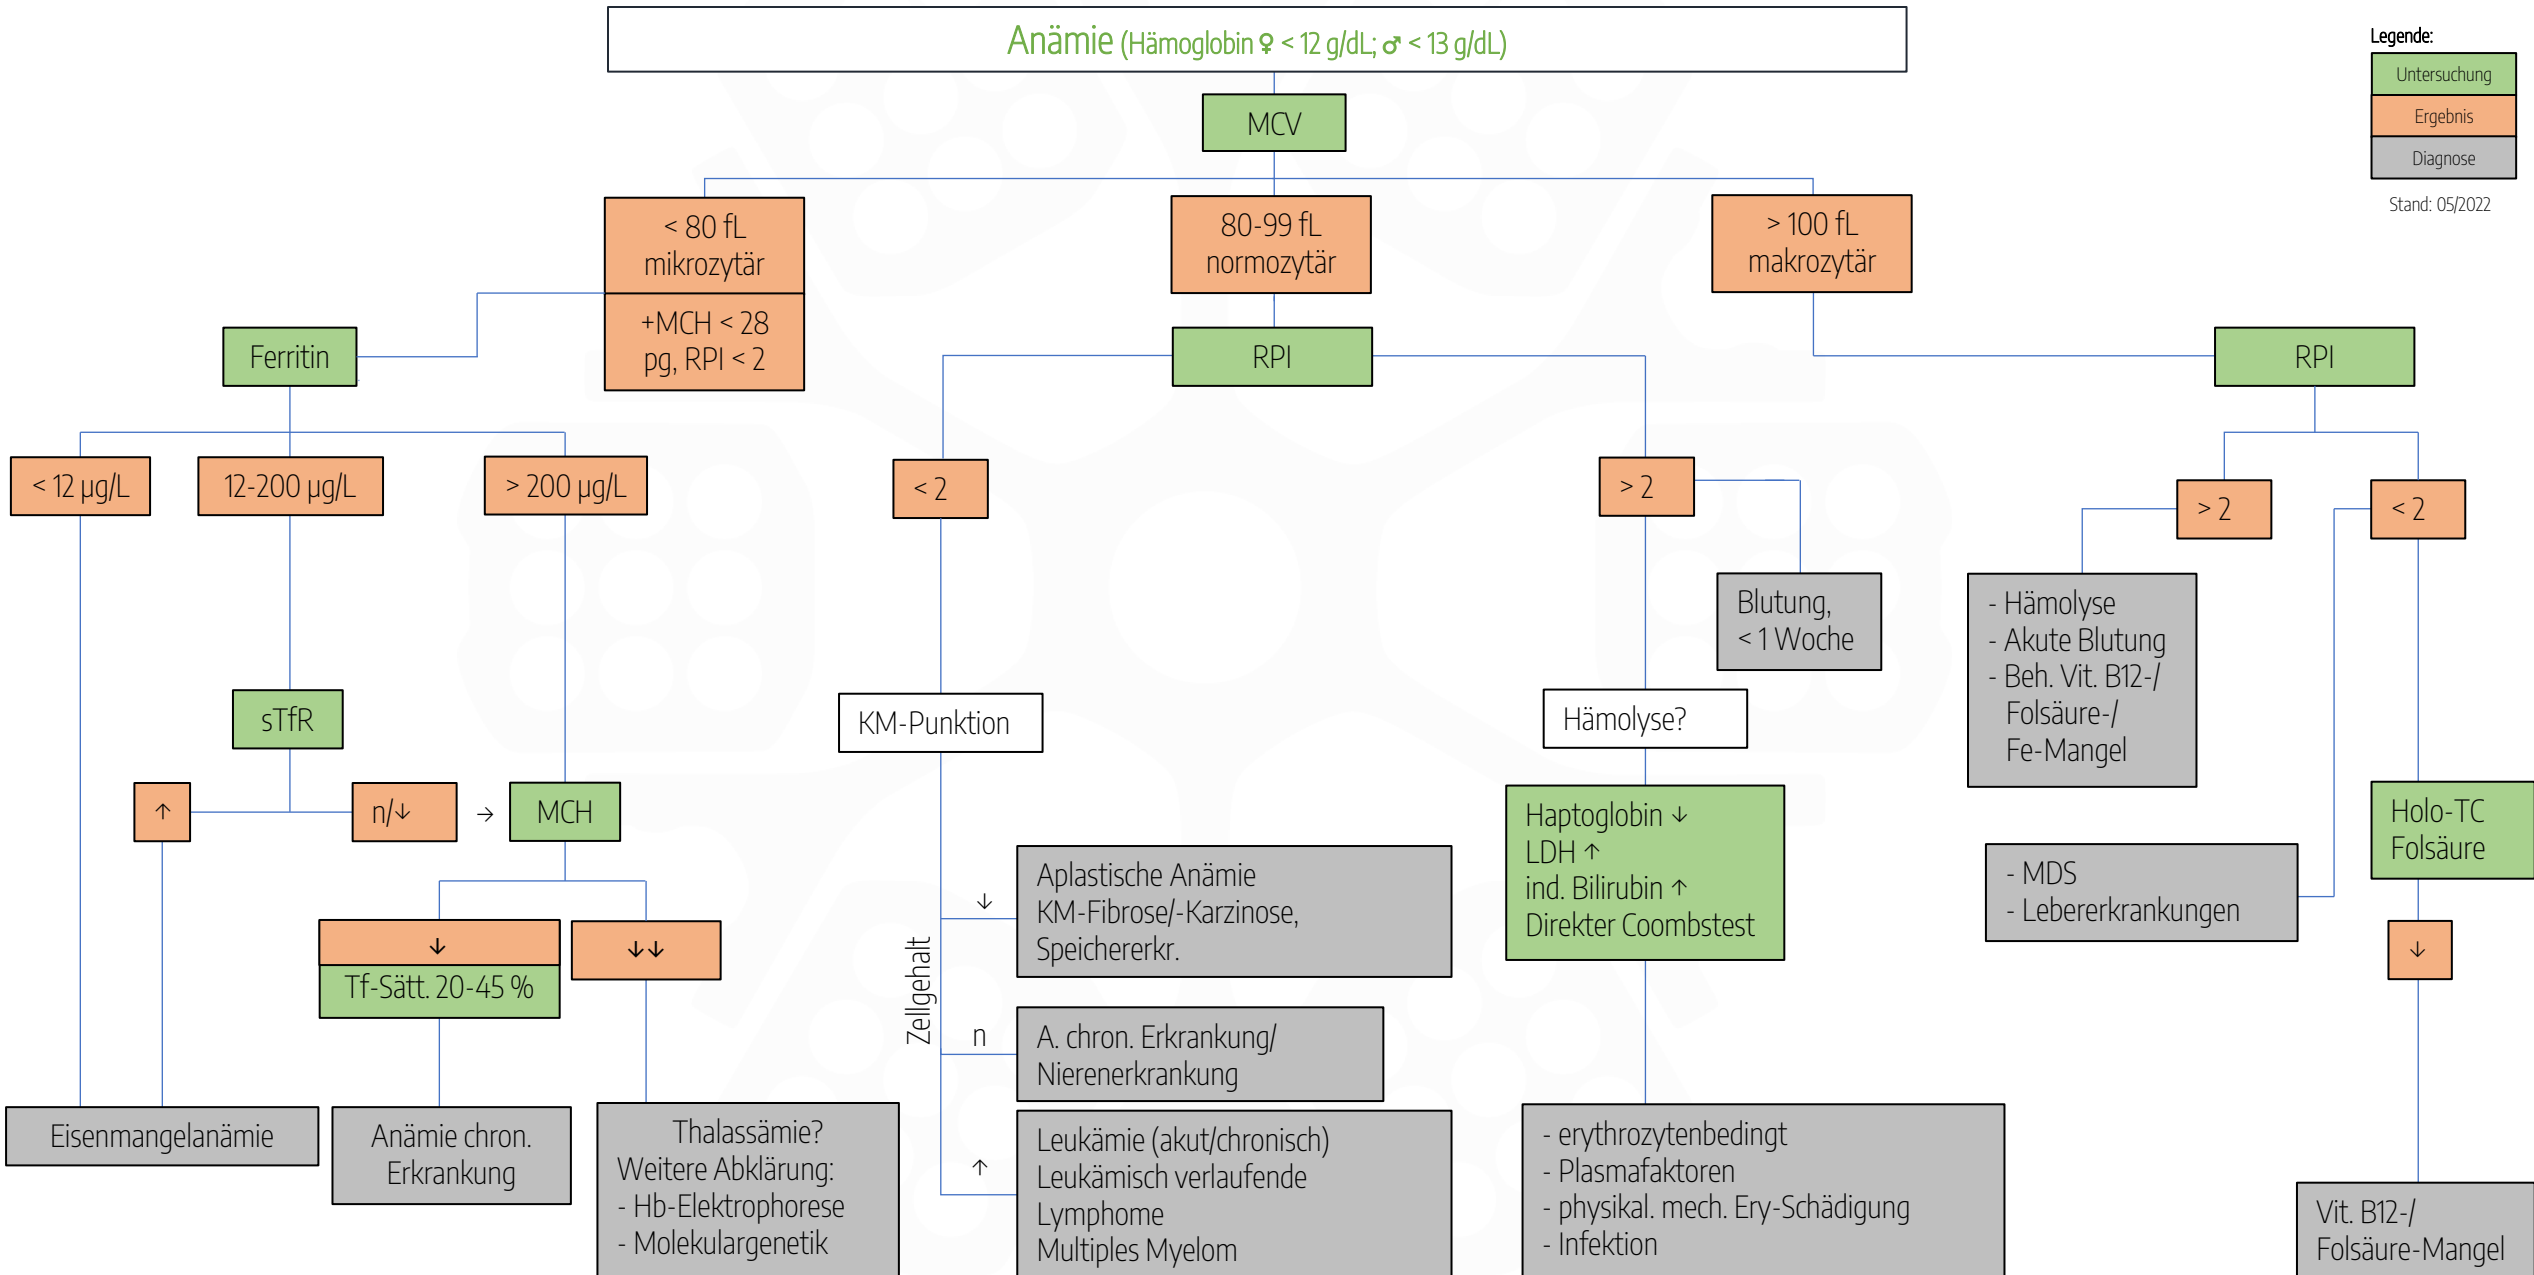 Anämie (Hämoglobin ♀ < 12 g/dL; ♂ < 13 g/dL)
Legende:
Untersuchung
Ergebnis
Diagnose
Stand: 05/2022
MCV
< 80 fL
mikrozytär
+MCH < 28
pg, RPI < 2
80-99 fL
normozytär
> 100 fL
makrozytär
Ferritin
RPI
RPI
< 12 µg/L
12-200 µg/L
> 200 µg/L
< 2
> 2
> 2
< 2
Blutung,
< 1 Woche
- Hämolyse
- Akute Blutung
- Beh. Vit. B12-/
Folsäure-/
Fe-Mangel
sTfR
KM-Punktion
Hämolyse?
↑
n/↓
→
MCH
Haptoglobin ↓
LDH ↑
ind. Bilirubin ↑
Direkter Coombstest
Holo-TC
Folsäure
- MDS
- Lebererkrankungen
↓
↓
Tf-Sätt. 20-45 %
↓↓
Zellgehalt
↓
Aplastische Anämie
KM-Fibrose/-Karzinose,
Speichererkr.
n
A. chron. Erkrankung/
Nierenerkrankung
↑
Leukämie (akut/chronisch)
Leukämisch verlaufende
Lymphome
Multiples Myelom
Eisenmangelanämie
Anämie chron.
Erkrankung
Thalassämie?
Weitere Abklärung:
- Hb-Elektrophorese
- Molekulargenetik
- erythrozytenbedingt
- Plasmafaktoren
- physikal. mech. Ery-Schädigung
- Infektion
Vit. B12-/
Folsäure-Mangel